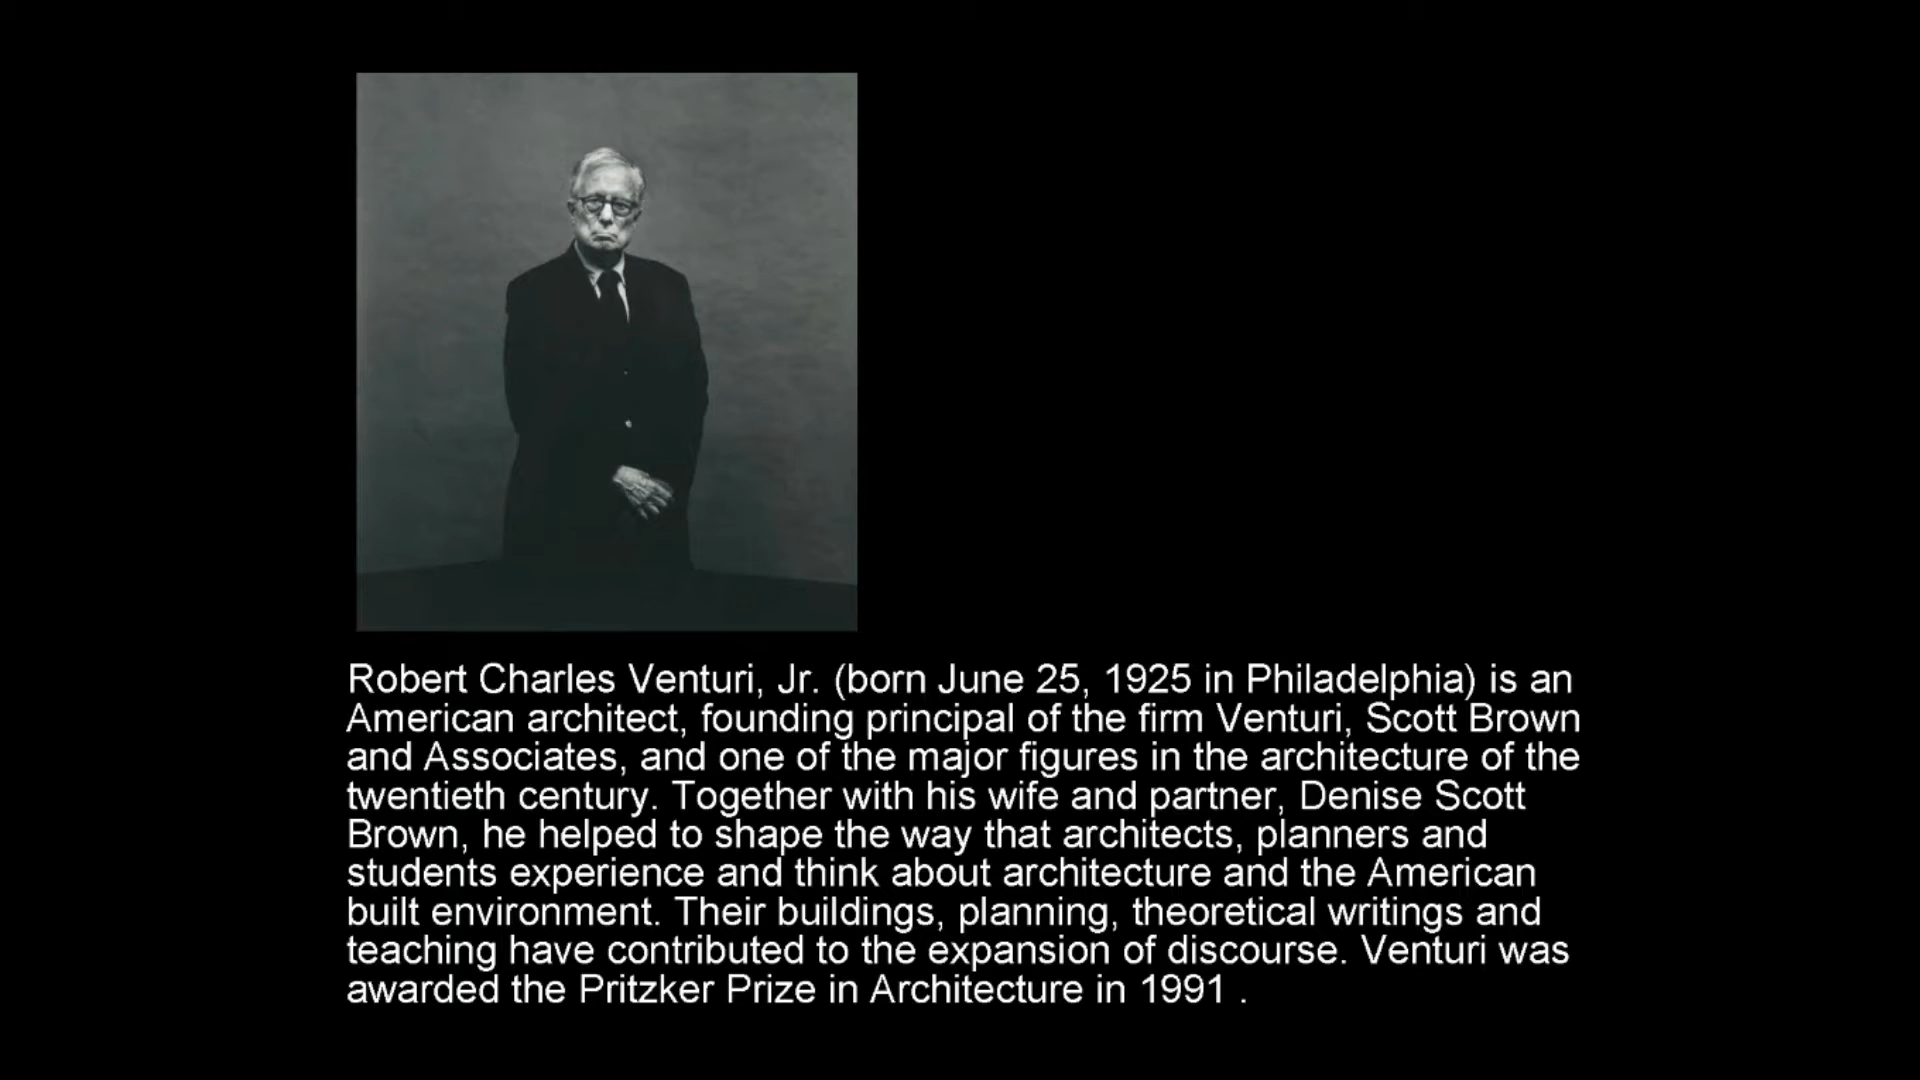 Robert Charles Venturi, Jr. (born June 25, 1925 in Philadelphia) is an
American architect, founding principal of the firm Venturi, Scott Brown
and Associates, and one of the major figures in the architecture of the
twentieth century. Together with his wife and partner, Denise Scott
Brown, he helped to shape the way that architects, planners and
students experience and think about architecture and the American
built environment. Their buildings, planning, theoretical writings and
teaching have contributed to the expansion of discourse. Venturi was
awarded the Pritzker Prize in Architecture in 1991 .